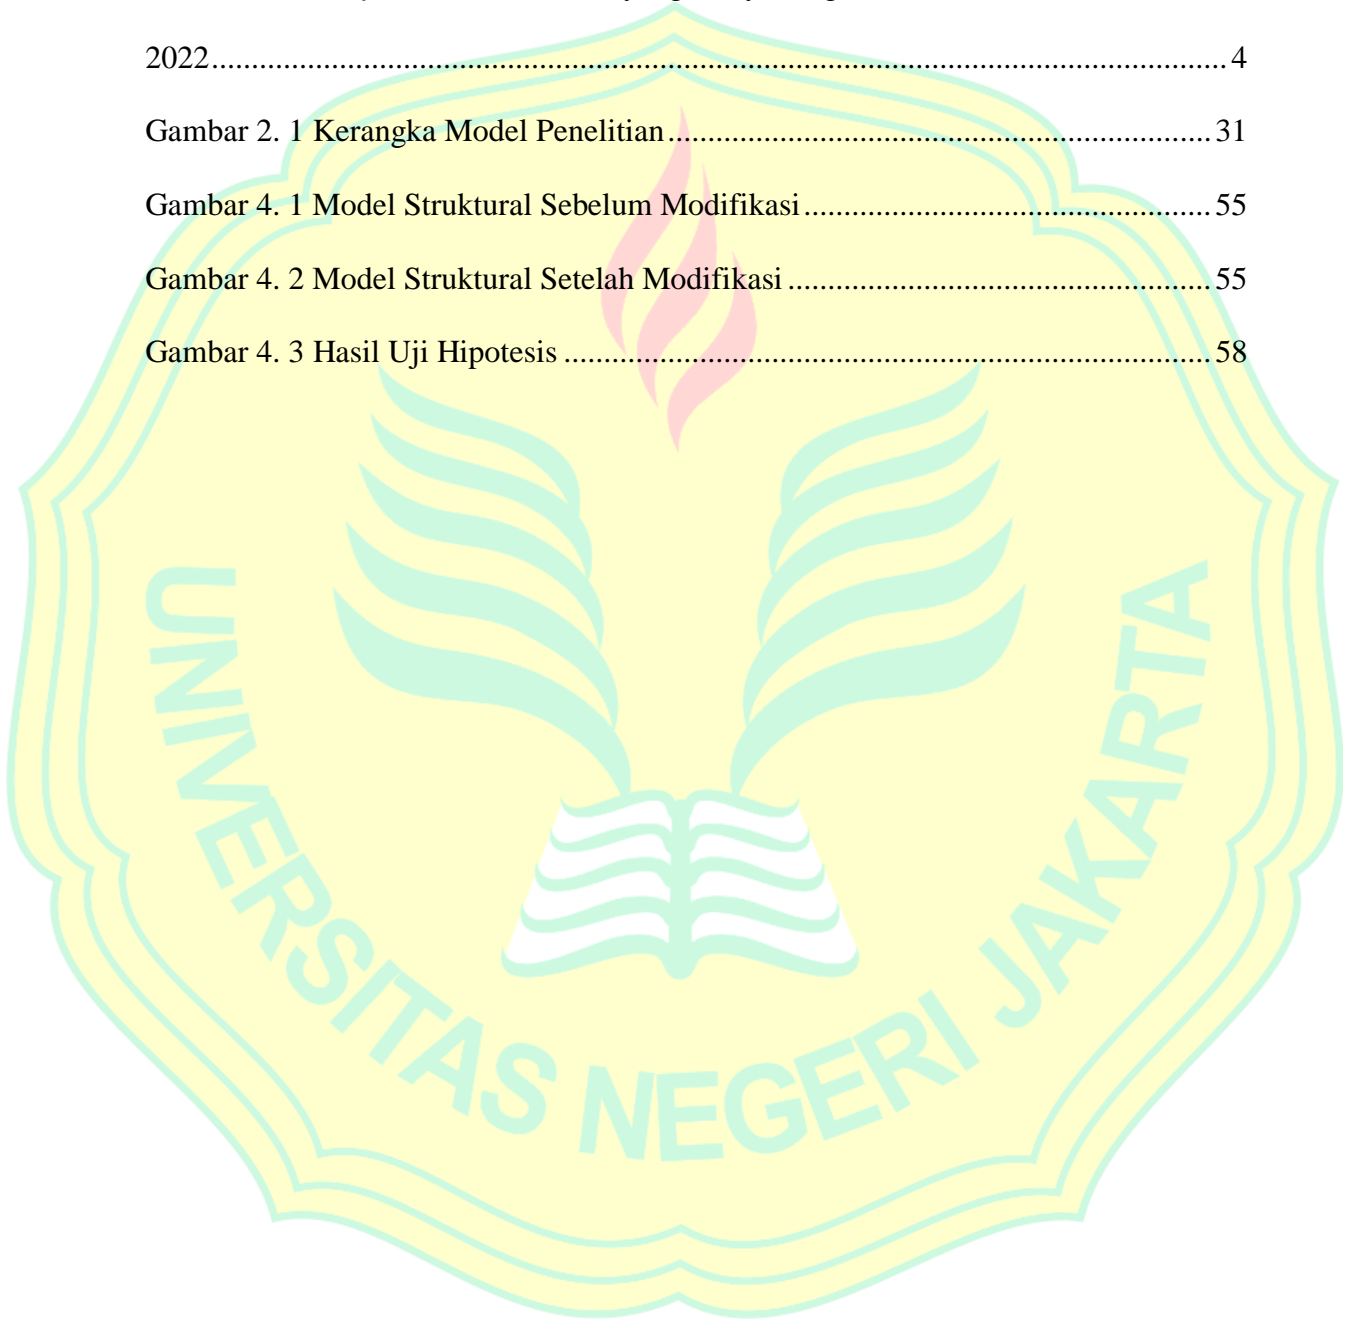 2022................................................................................................................................ 4
Gambar 2. 1 Kerangka Model Penelitian.................................................................... 31
Gambar 4. 1 Model Struktural Sebelum Modifikasi................................................... 55
Gambar 4. 2 Model Struktural Setelah Modifikasi..................................................... 55
Gambar 4. 3 Hasil Uji Hipotesis ................................................................................. 58
UNIVERSITAS NEGERI JAKARTA